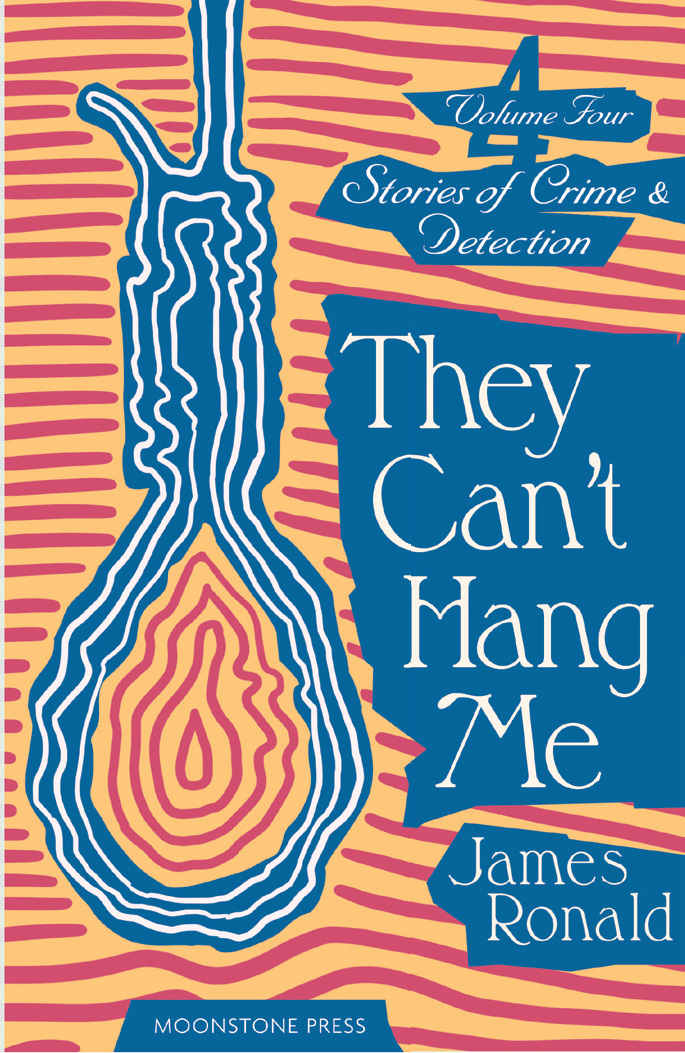 4
Volume Four
Stories of Crime &
Detection
They
Can't
Hang
Me
James
Ronald
MOONSTONE PRESS